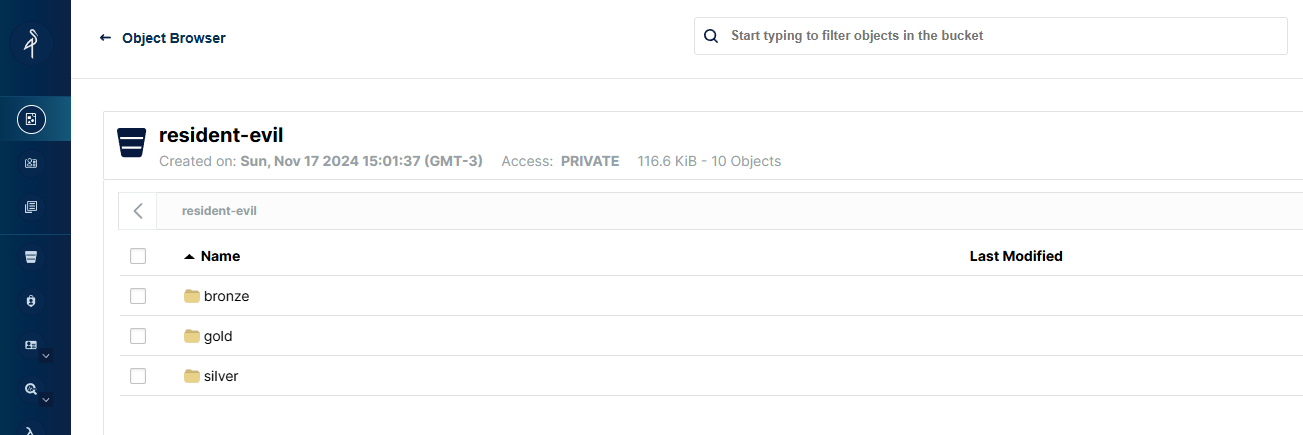 Object Browser
Start typing to filter objects in the bucket
resident-evil
Created on: Sun, Nov 17 2024 15:01:37 (GMT-3) Access: PRIVATE 116.6 KiB - 10 Objects
resident-evil
Name Last Modified
bronze
gold
silver